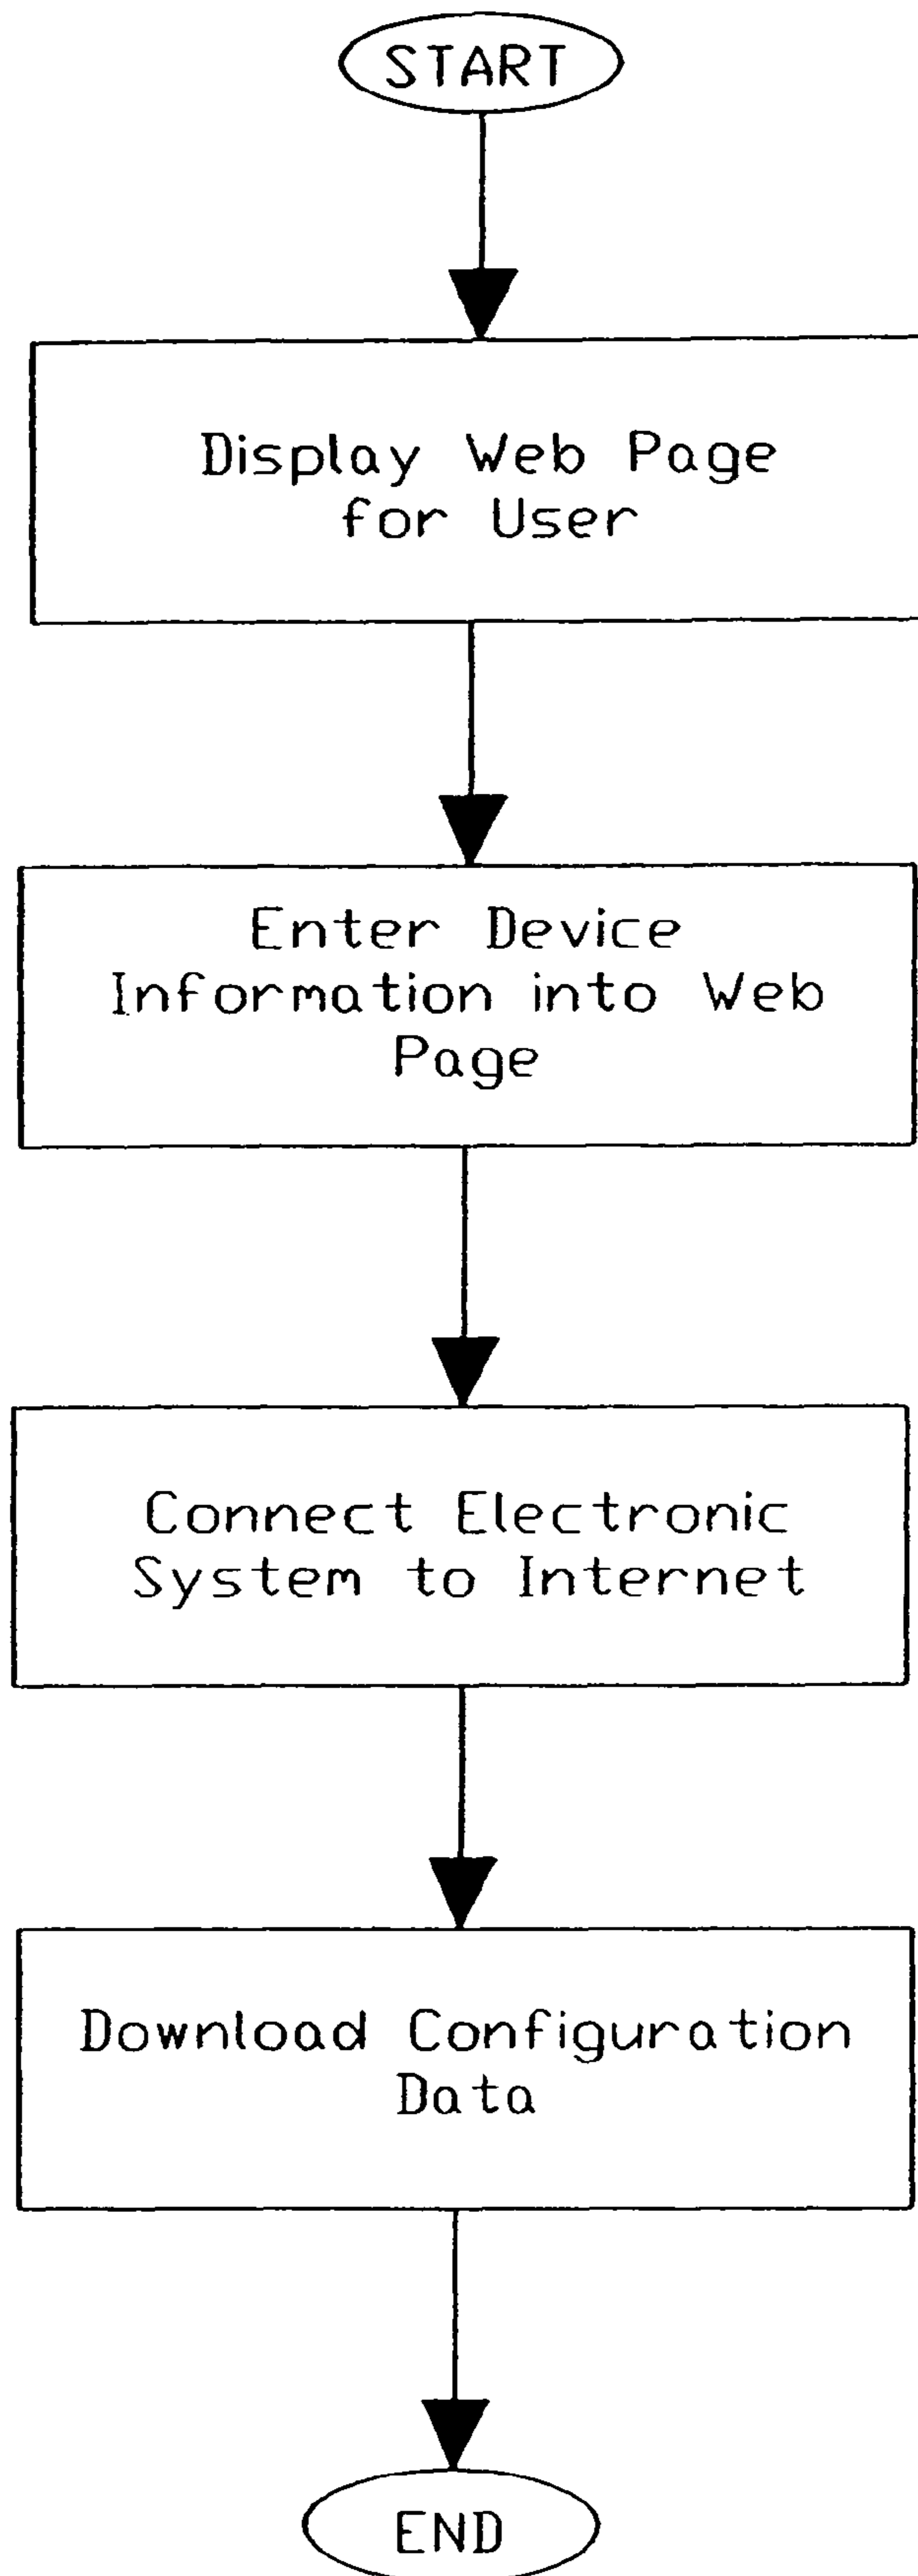 START
Display Web Page
for User
Enter Device
Information into Web
Page
Connect Electronic
System to Internet
Download Configuration
Data
END